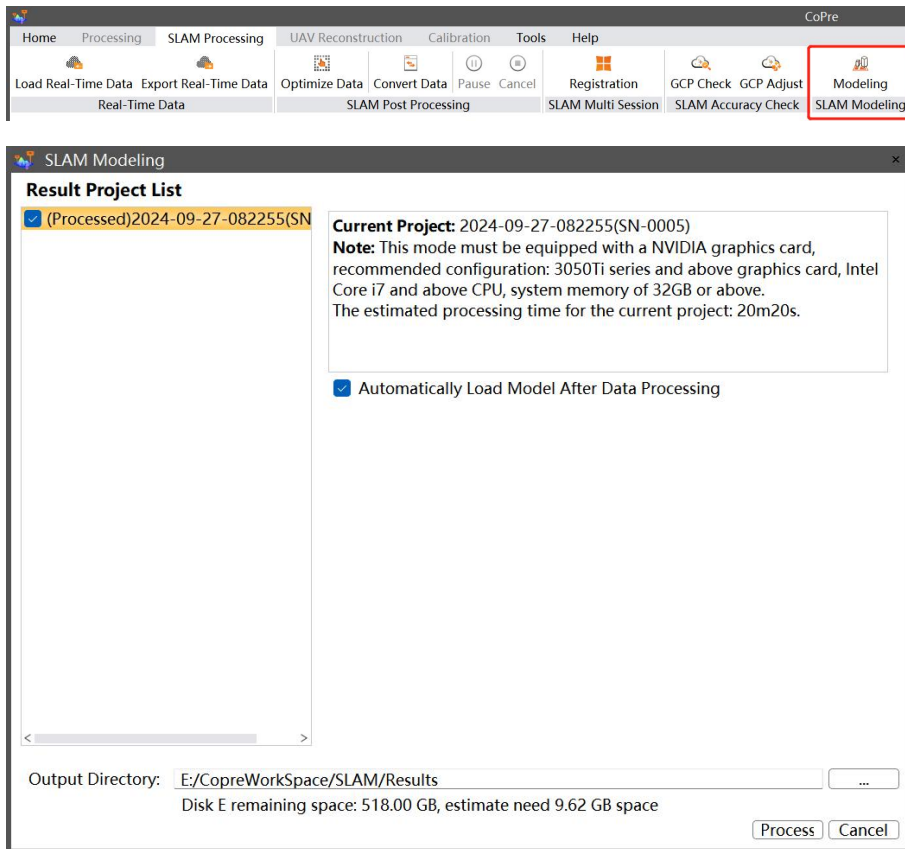 CoPre
Home Processing SLAM Processing UAV Reconstruction Calibration Tools Help
Load Real-Time Data Export Real-Time Data Optimize Data Convert Data Pause Cancel Registration GCP Check GCP Adjust Modeling
Real-Time Data SLAM Post Processing SLAM Multi Session SLAM Accuracy Check SLAM Modeling
SLAM Modeling
Result Project List
(Processed)2024-09-27-082255(SN
Current Project: 2024-09-27-082255(SN-0005)
Note: This mode must be equipped with a NVIDIA graphics card,
recommended configuration: 3050Ti series and above graphics card, Intel
Core i7 and above CPU, system memory of 32GB or above.
The estimated processing time for the current project: 20m20s.
Automatically Load Model After Data Processing
Output Directory: E:/CopreWorkSpace/SLAM/Results ...
Disk E remaining space: 518.00 GB, estimate need 9.62 GB space
Process Cancel